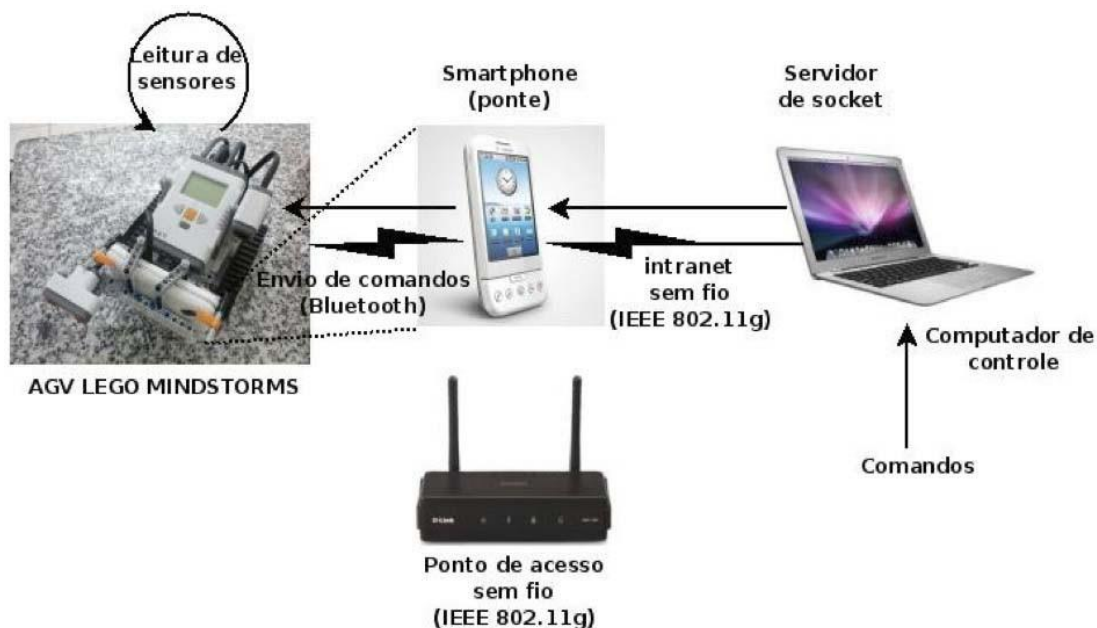 Leitura de
sensores
Smartphone
(ponte)
Servidor
de socket
Envio de comandos
(Bluetooth)
intranet
sem fio
(IEEE 802.11g)
Computador de
controle
AGV LEGO MINDSTORMS
Comandos
D-Link
Ponto de acesso
sem fio
(IEEE 802.11g)